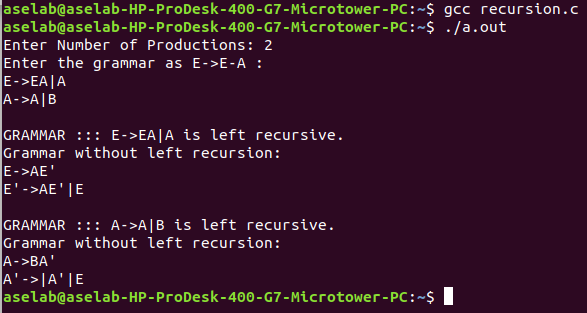 aselab@aselab-HP-ProDesk-400-G7-Microtower-PC:~$ gcc recursion.c
aselab@aselab-HP-ProDesk-400-G7-Microtower-PC:~$ ./a.out
Enter Number of Productions: 2
Enter the grammar as E->E-A :
E->EA|A
A->A|B
GRAMMAR ::: E->EA|A is left recursive.
Grammar without left recursion:
E->AE'
E'->AE'|E
GRAMMAR ::: A->A|B is left recursive.
Grammar without left recursion:
A->BA'
A'->|A'|E
aselab@aselab-HP-ProDesk-400-G7-Microtower-PC:~$